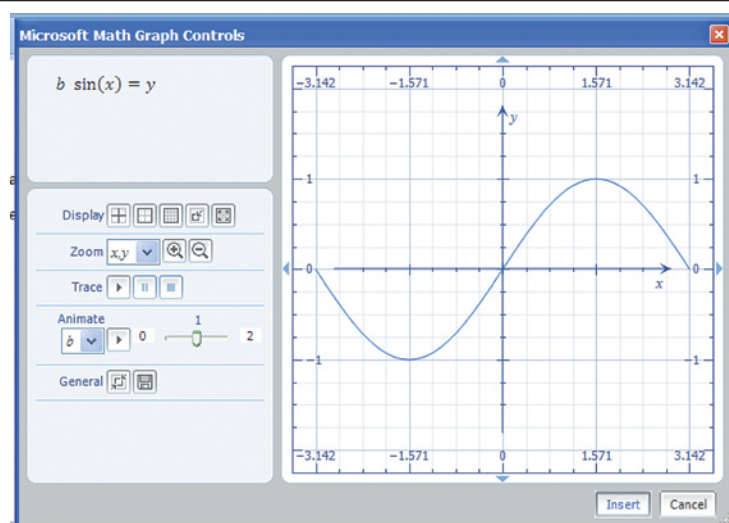 Microsoft Math Graph Controls
b sin(x) = y
Display
Zoom x,y
Trace
Animate
b 0 1 2
General
−3.142 −1.571 0 1.571 3.142
y
1 1
0 0
x
−1 −1
−3.142 −1.571 0 1.571 3.142
Insert Cancel